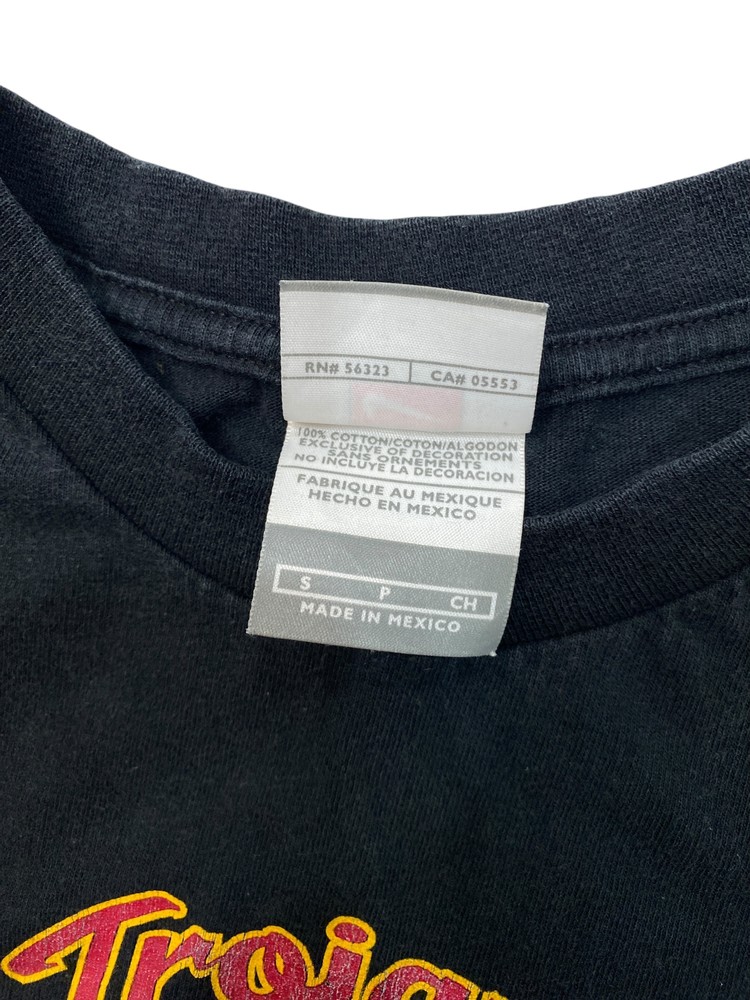 RN# 56323 CA# 05553
100% COTTON/COTON/ALGODON
EXCLUSIVE OF DECORATION
SANS ORNEMENTS
NO INCLUYE LA DECORACION
FABRIQUE AU MEXIQUE
HECHO EN MEXICO
S P CH
MADE IN MEXICO
Trojan